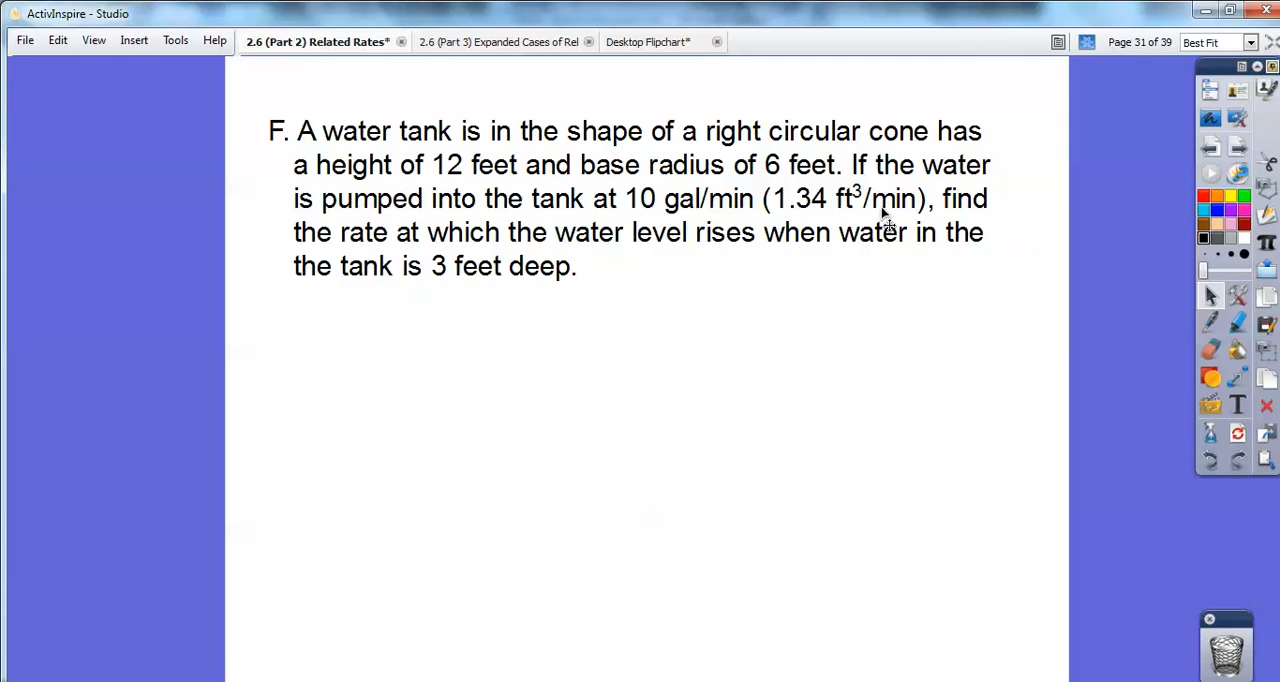 ActivInspire - Studio
File Edit View Insert Tools Help
2.6 (Part 2) Related Rates* 2.6 (Part 3) Expanded Cases of Rel Desktop Flipchart* Page 31 of 39 Best Fit
F. A water tank is in the shape of a right circular cone has
a height of 12 feet and base radius of 6 feet. If the water
is pumped into the tank at 10 gal/min (1.34 ft³/min), find
the rate at which the water level rises when water in the
the tank is 3 feet deep.